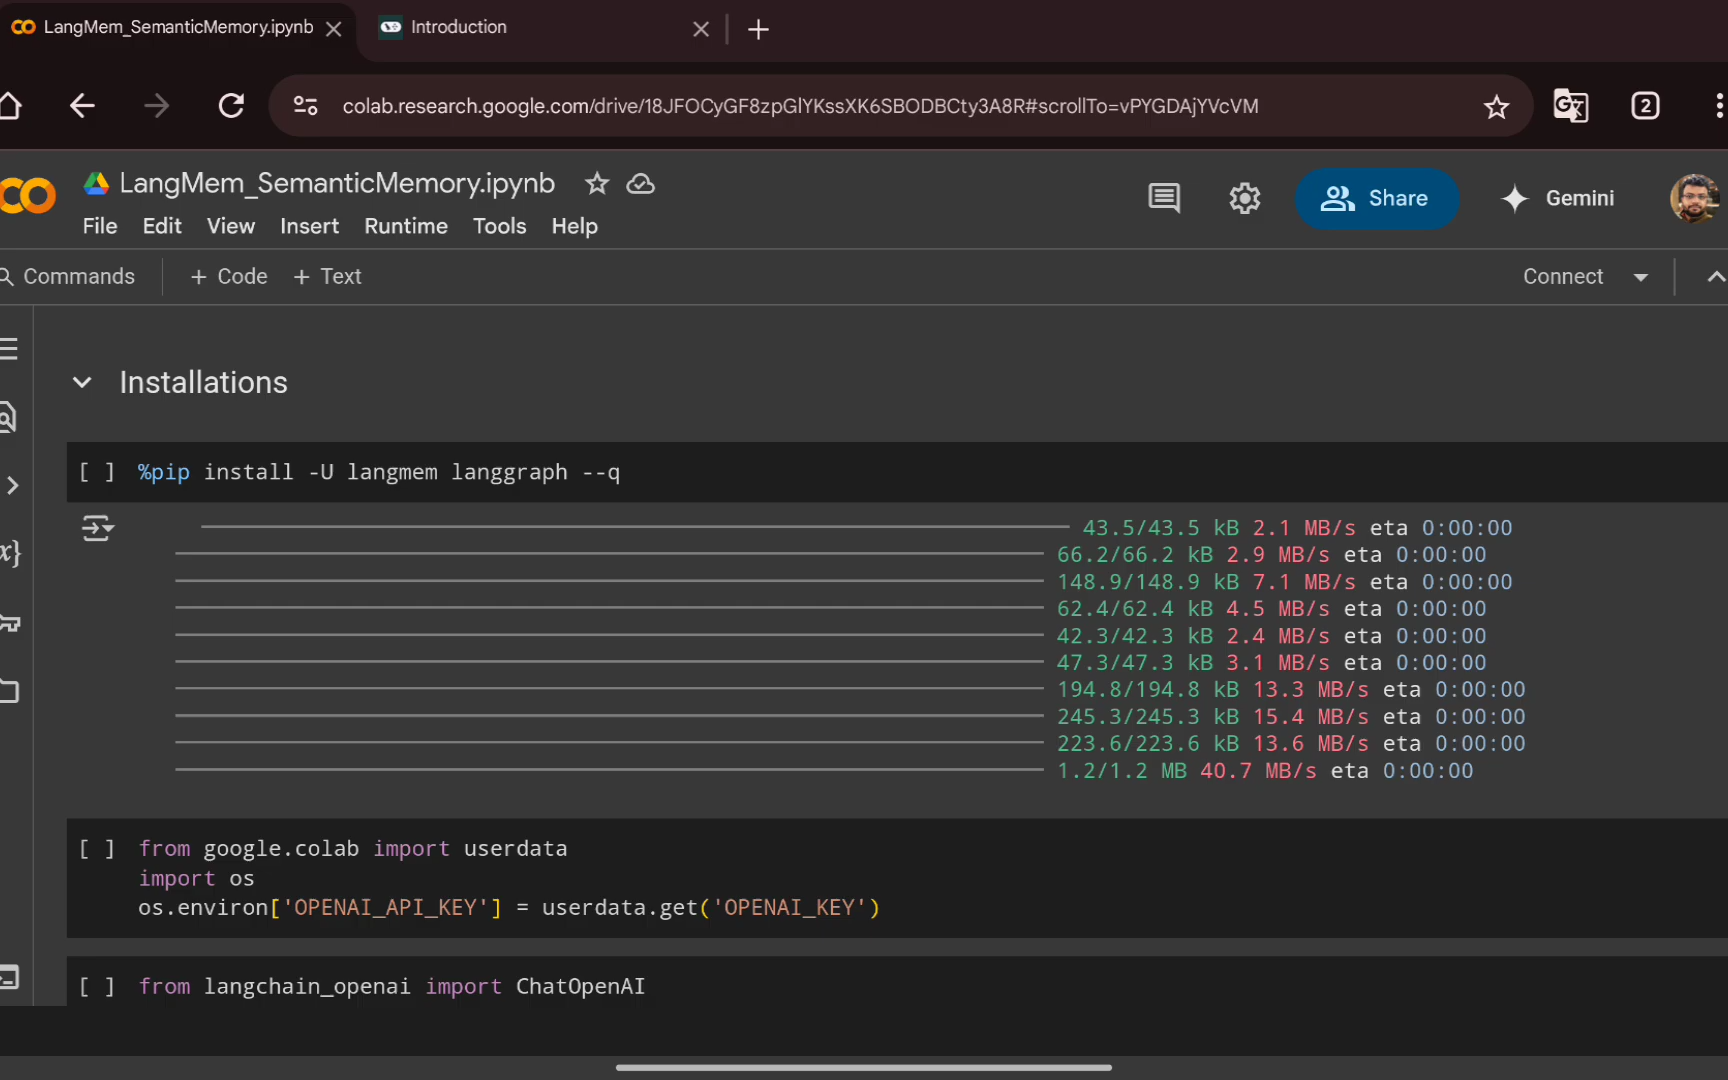 LangMem_SemanticMemory.ipynb
Introduction
colab.research.google.com/drive/18JFOCyGF8zpGlYKssXK6SBODBCty3A8R#scrollTo=vPYGDAjYVcVM
2
LangMem_SemanticMemory.ipynb
File Edit View Insert Runtime Tools Help
Share
Gemini
Commands
+ Code + Text
Connect
Installations
[ ] %pip install -U langmem langgraph --q
43.5/43.5 kB 2.1 MB/s eta 0:00:00
66.2/66.2 kB 2.9 MB/s eta 0:00:00
148.9/148.9 kB 7.1 MB/s eta 0:00:00
62.4/62.4 kB 4.5 MB/s eta 0:00:00
42.3/42.3 kB 2.4 MB/s eta 0:00:00
47.3/47.3 kB 3.1 MB/s eta 0:00:00
194.8/194.8 kB 13.3 MB/s eta 0:00:00
245.3/245.3 kB 15.4 MB/s eta 0:00:00
223.6/223.6 kB 13.6 MB/s eta 0:00:00
1.2/1.2 MB 40.7 MB/s eta 0:00:00
[ ] from google.colab import userdata
import os
os.environ['OPENAI_API_KEY'] = userdata.get('OPENAI_KEY')
[ ] from langchain_openai import ChatOpenAI